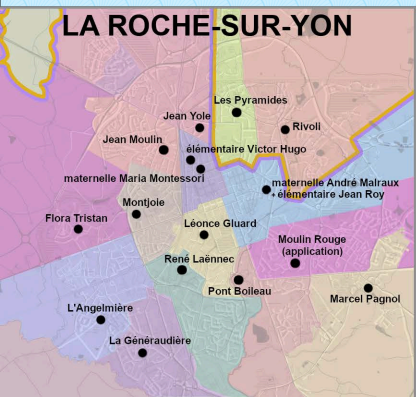 LA ROCHE-SUR-YON
Les Pyramides
Jean Yole
Rivoli
Jean Moulin
élémentaire Victor Hugo
maternelle Maria Montessori
maternelle André Malraux
+ élémentaire Jean Roy
Montjoie
Flora Tristan
Léonce Gluard
Moulin Rouge
(application)
René Laënnec
Pont Boileau
Marcel Pagnol
L'Angelmière
La Généraudière